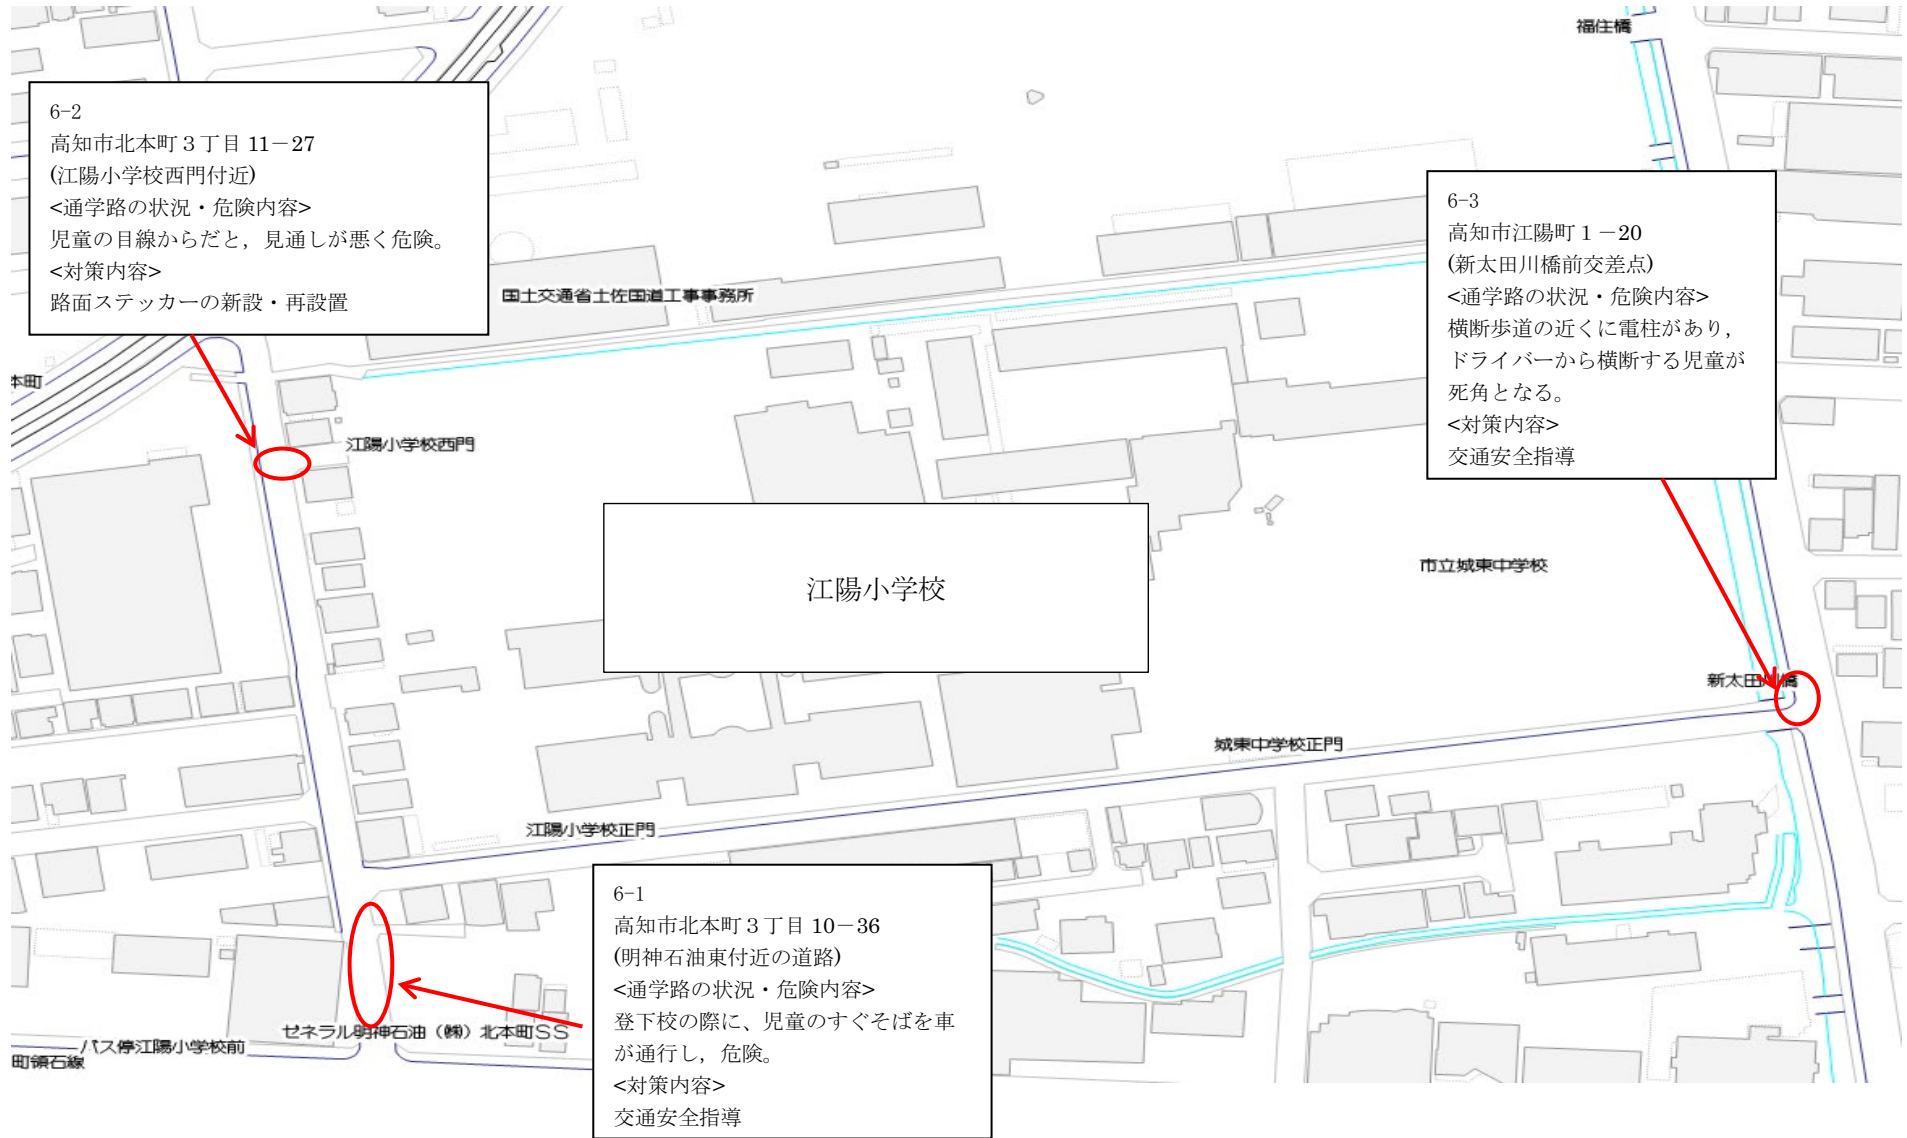 福住橋
6-2
高知市北本町３丁目 11－27
(江陽小学校西門付近)
<通学路の状況・危険内容>
児童の目線からだと，見通しが悪く危険。
<対策内容>
路面ステッカーの新設・再設置
6-3
高知市江陽町１－20
(新太田川橋前交差点)
<通学路の状況・危険内容>
横断歩道の近くに電柱があり，
ドライバーから横断する児童が
死角となる。
<対策内容>
交通安全指導
国土交通省土佐国道工事事務所
本町
江陽小学校西門
江陽小学校
市立城東中学校
新太田川橋
城東中学校正門
江陽小学校正門
6-1
高知市北本町３丁目 10－36
(明神石油東付近の道路)
<通学路の状況・危険内容>
登下校の際に、児童のすぐそばを車
が通行し，危険。
<対策内容>
交通安全指導
ゼネラル明神石油（株）北本町ＳＳ
バス停江陽小学校前
町領石線